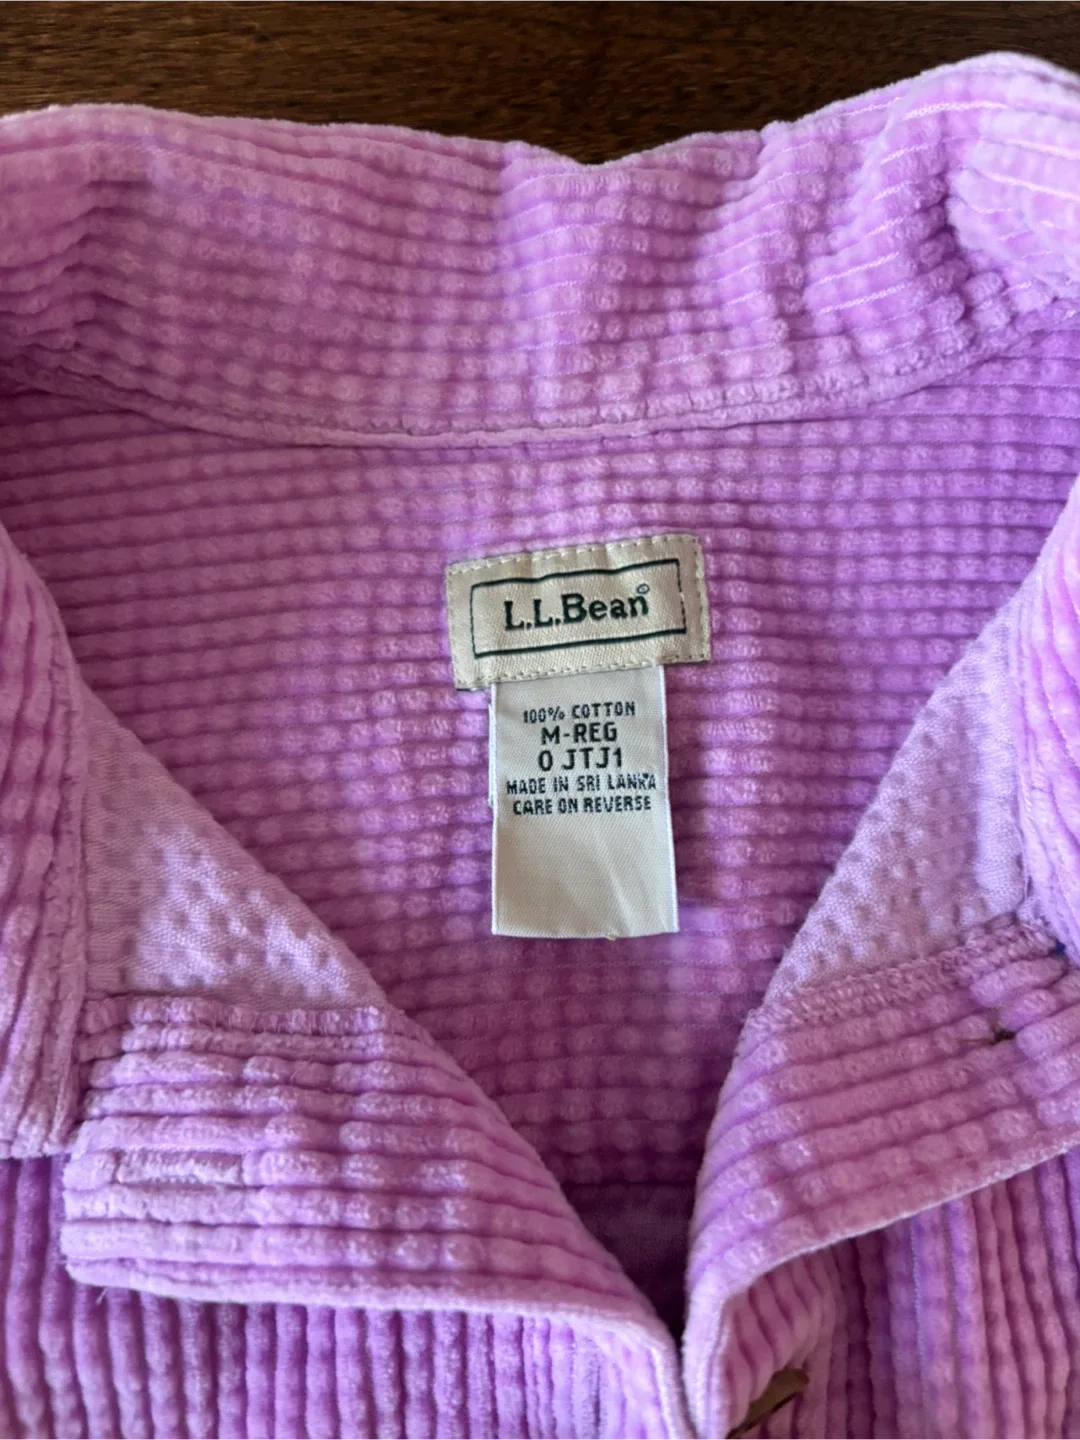 L.L.Bean®
100% COTTON
M-REG
0 JTJ1
MADE IN SRI LANKA
CARE ON REVERSE